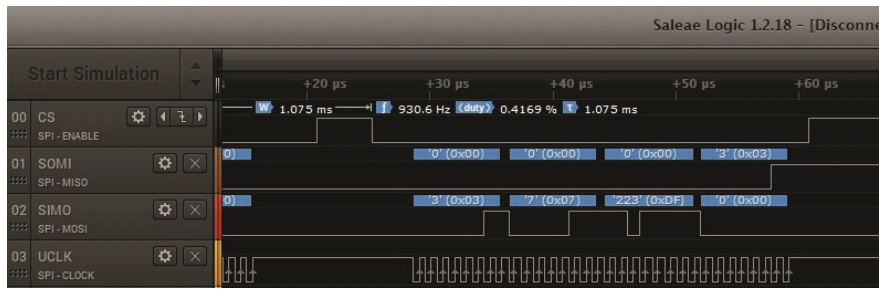 Saleae Logic 1.2.18 - [Disconne
Start Simulation
+20 µs +30 µs +40 µs +50 µs +60 µs
W 1.075 ms f 930.6 Hz duty 0.4169 % τ 1.075 ms
00 CS
SPI - ENABLE
01 SOMI
SPI - MISO
0) '0' (0x00) '0' (0x00) '0' (0x00) '3' (0x03)
02 SIMO
SPI - MOSI
0) '3' (0x03) '7' (0x07) '223' (0xDF) '0' (0x00)
03 UCLK
SPI - CLOCK